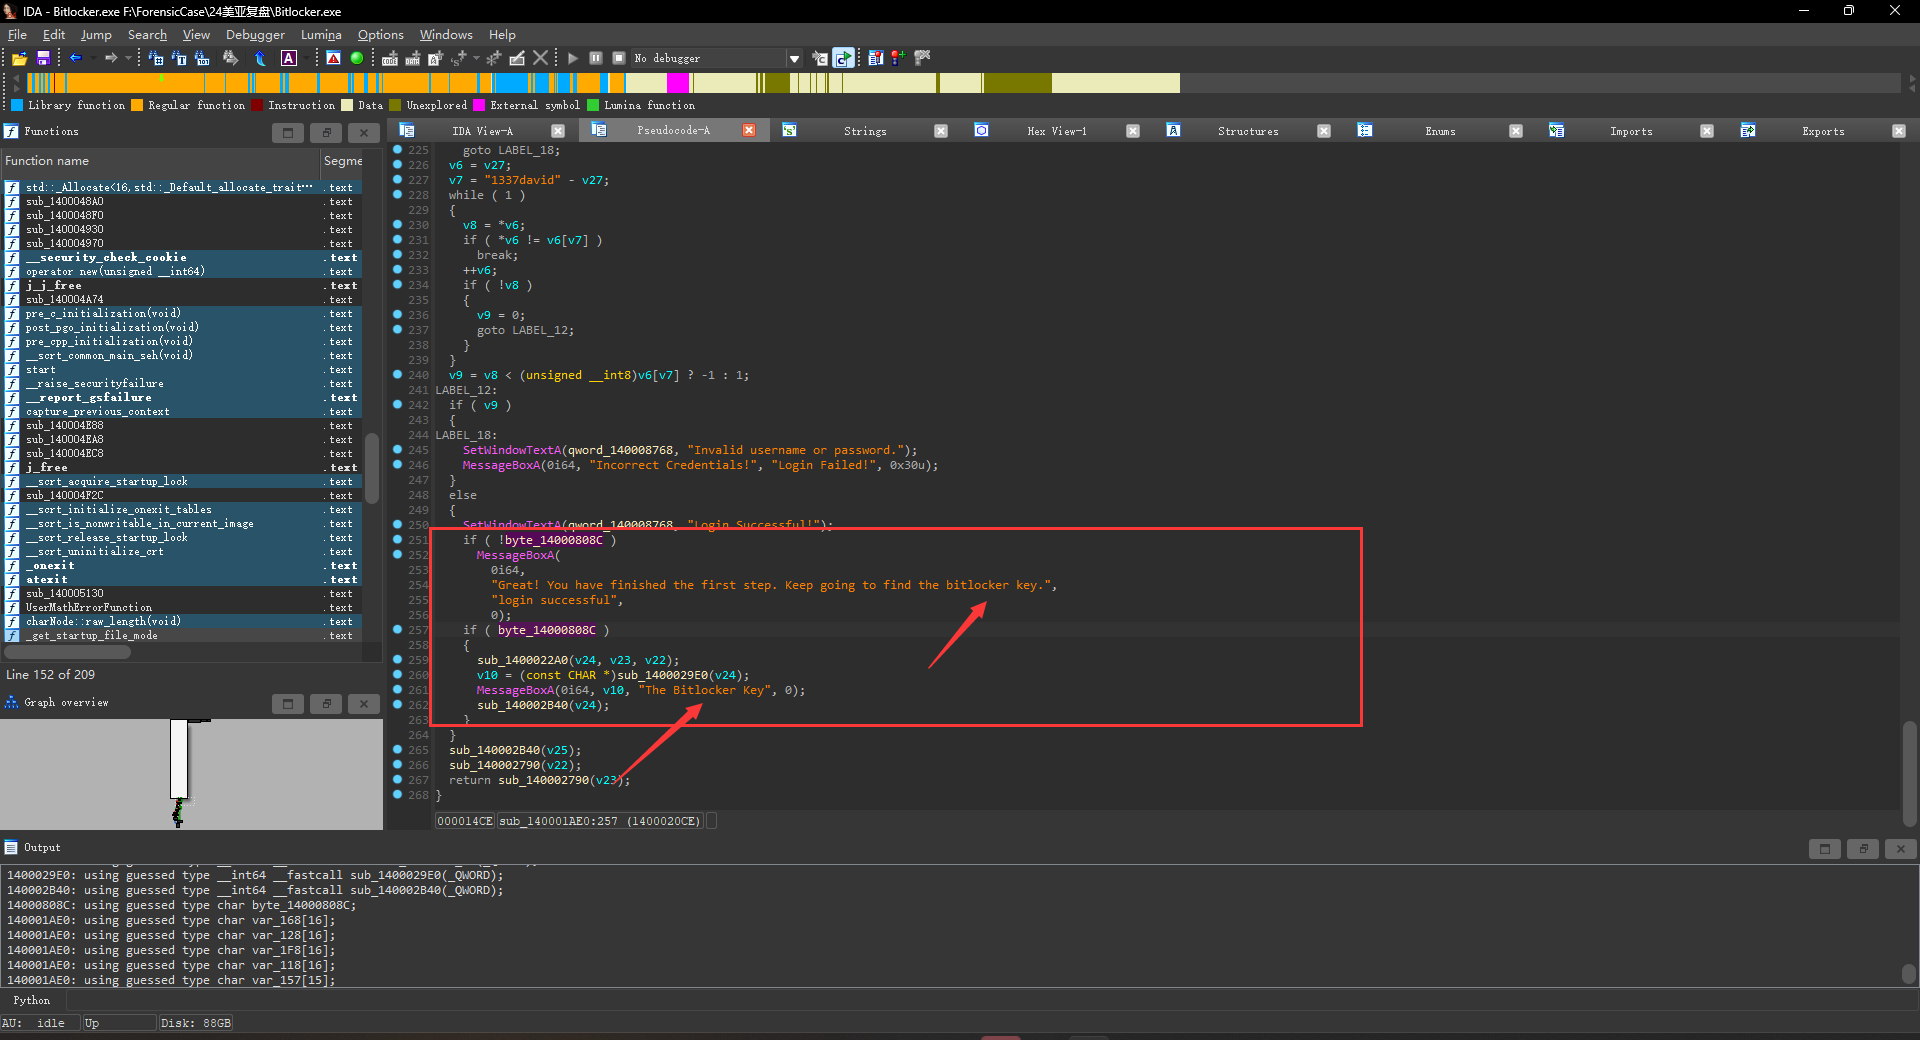 IDA - Bitlocker.exe F:\ForensicCase\24美亚复盘\Bitlocker.exe
File Edit Jump Search View Debugger Lumina Options Windows Help
No debugger
Library function Regular function Instruction Data Unexplored External symbol Lumina function
Functions
IDA View-A Pseudocode-A Strings Hex View-1 Structures Enums Imports Exports
Function name Segme
std::_Allocate<16,std::_Default_allocate_trait… .text
sub_1400048A0 .text
sub_1400048F0 .text
sub_140004930 .text
sub_140004970 .text
__security_check_cookie .text
operator new(unsigned __int64) .text
j_j_free .text
sub_140004A74 .text
pre_c_initialization(void) .text
post_pgo_initialization(void) .text
pre_cpp_initialization(void) .text
__scrt_common_main_seh(void) .text
start .text
__raise_securityfailure .text
__report_gsfailure .text
capture_previous_context .text
sub_140004E88 .text
sub_140004EA8 .text
sub_140004EC8 .text
j_free .text
__scrt_acquire_startup_lock .text
sub_140004F2C .text
__scrt_initialize_onexit_tables .text
__scrt_is_nonwritable_in_current_image .text
__scrt_release_startup_lock .text
__scrt_uninitialize_crt .text
_onexit .text
atexit .text
sub_140005130 .text
UserMathErrorFunction .text
charNode::raw_length(void) .text
_get_startup_file_mode .text
Line 152 of 209
Graph overview
225 goto LABEL_18;
226 v6 = v27;
227 v7 = "1337david" - v27;
228 while ( 1 )
229 {
230 v8 = *v6;
231 if ( *v6 != v6[v7] )
232 break;
233 ++v6;
234 if ( !v8 )
235 {
236 v9 = 0;
237 goto LABEL_12;
238 }
239 }
240 v9 = v8 < (unsigned __int8)v6[v7] ? -1 : 1;
241 LABEL_12:
242 if ( v9 )
243 {
244 LABEL_18:
245 SetWindowTextA(qword_140008768, "Invalid username or password.");
246 MessageBoxA(0i64, "Incorrect Credentials!", "Login Failed!", 0x30u);
247 }
248 else
249 {
250 SetWindowTextA(qword_140008768, "Login Successful!");
251 if ( !byte_14000808C )
252 MessageBoxA(
253 0i64,
254 "Great! You have finished the first step. Keep going to find the bitlocker key.",
255 "login successful",
256 0);
257 if ( byte_14000808C )
258 {
259 sub_1400022A0(v24, v23, v22);
260 v10 = (const CHAR *)sub_1400029E0(v24);
261 MessageBoxA(0i64, v10, "The Bitlocker Key", 0);
262 sub_140002B40(v24);
263 }
264 }
265 sub_140002B40(v25);
266 sub_140002790(v22);
267 return sub_140002790(v23);
268 }
000014CE sub_140001AE0:257 (1400020CE)
Output
1400029E0: using guessed type __int64 __fastcall sub_1400029E0(_QWORD);
140002B40: using guessed type __int64 __fastcall sub_140002B40(_QWORD);
14000808C: using guessed type char byte_14000808C;
140001AE0: using guessed type char var_168[16];
140001AE0: using guessed type char var_128[16];
140001AE0: using guessed type char var_1F8[16];
140001AE0: using guessed type char var_118[16];
140001AE0: using guessed type char var_157[15];
Python
AU: idle Up Disk: 88GB